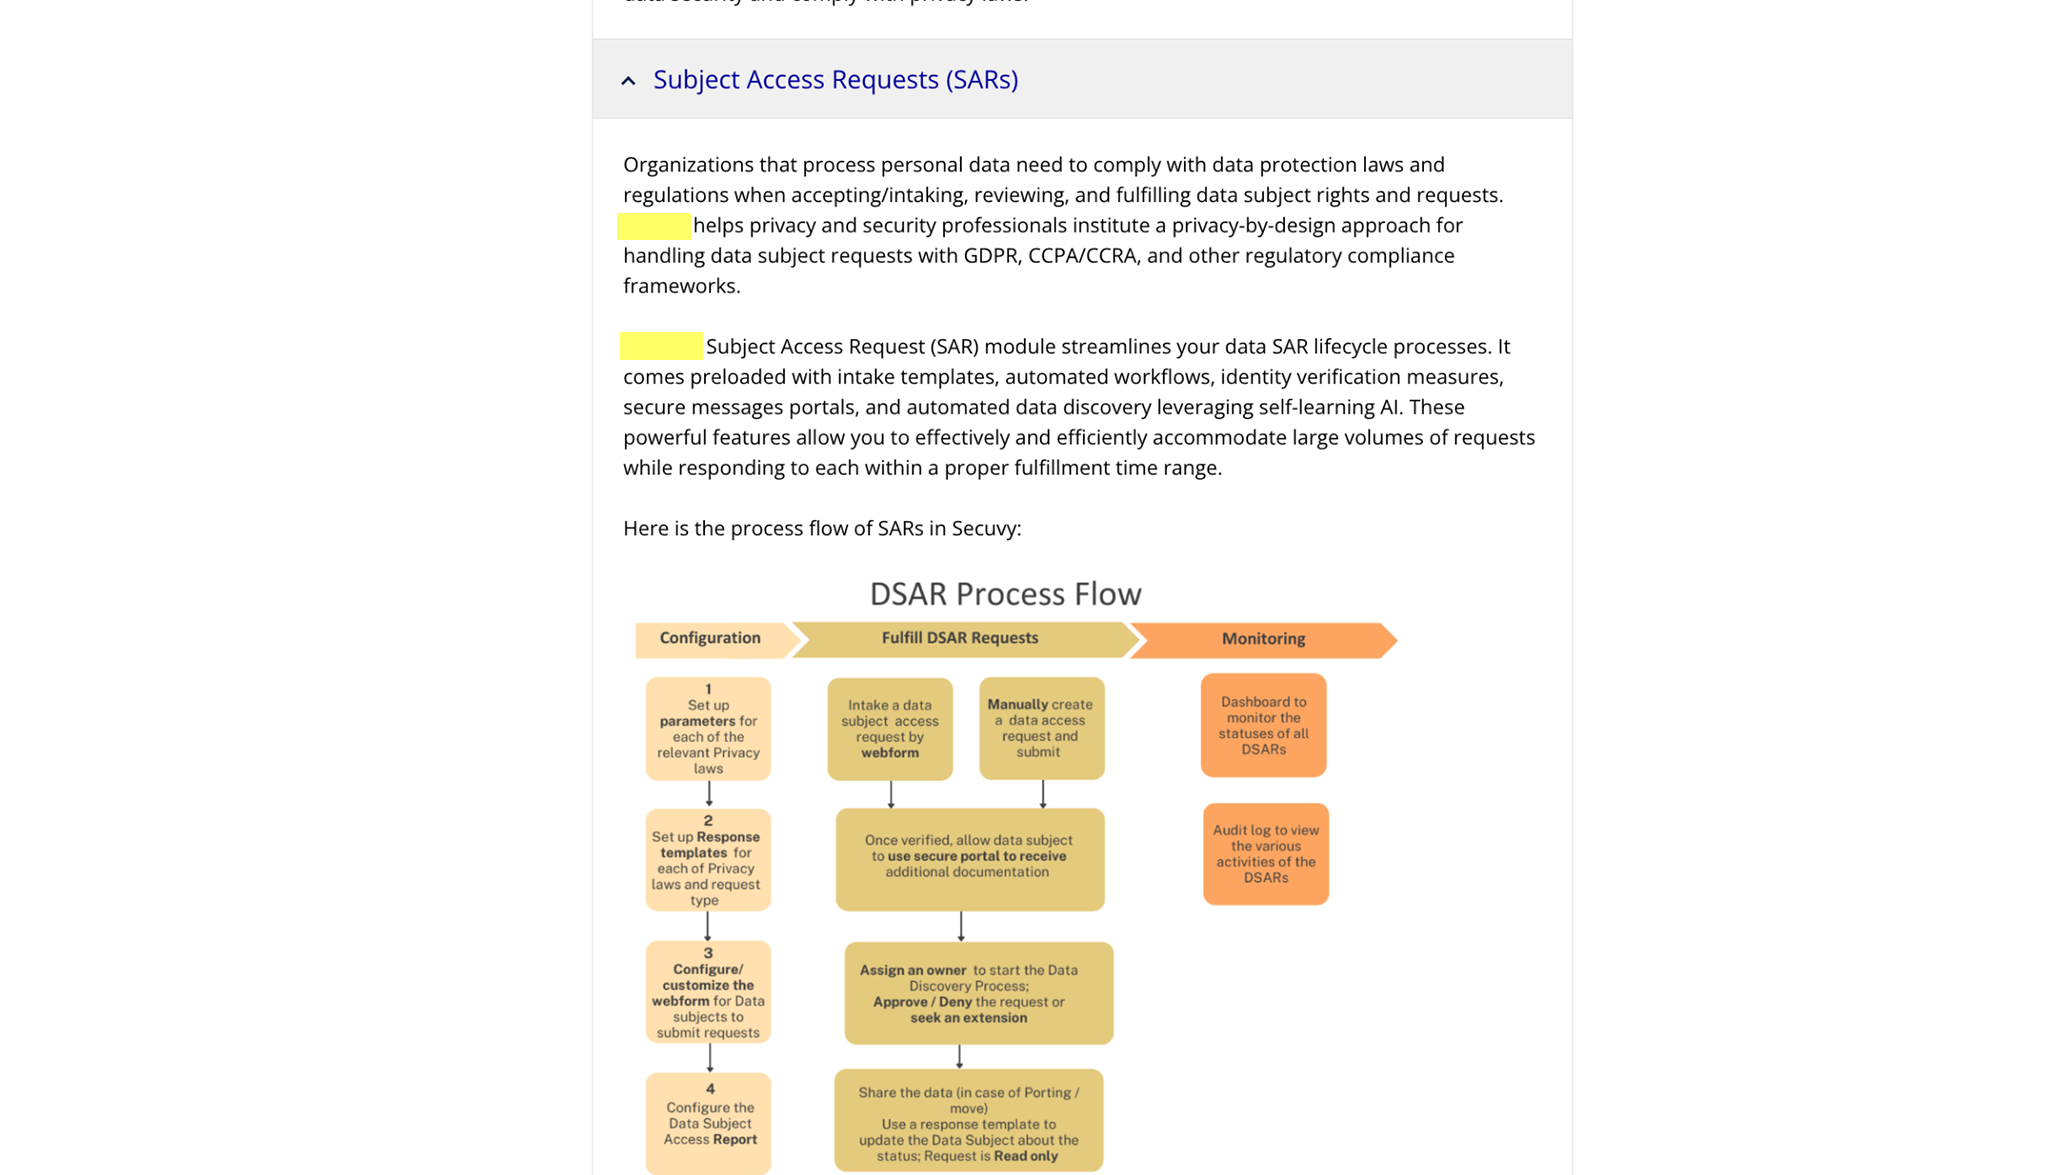 Subject Access Requests (SARs)
Organizations that process personal data need to comply with data protection laws and
regulations when accepting/intaking, reviewing, and fulfilling data subject rights and requests.
helps privacy and security professionals institute a privacy-by-design approach for
handling data subject requests with GDPR, CCPA/CCRA, and other regulatory compliance
frameworks.
Subject Access Request (SAR) module streamlines your data SAR lifecycle processes. It
comes preloaded with intake templates, automated workflows, identity verification measures,
secure messages portals, and automated data discovery leveraging self-learning AI. These
powerful features allow you to effectively and efficiently accommodate large volumes of requests
while responding to each within a proper fulfillment time range.
Here is the process flow of SARs in Secuvy:
DSAR Process Flow
Configuration
1
Set up
parameters for
each of the
relevant Privacy
laws
2
Set up Response
templates for
each of Privacy
laws and request
type
3
Configure/
customize the
webform for Data
subjects to
submit requests
4
Configure the
Data Subject
Access Report
Fulfill DSAR Requests
Intake a data
subject access
request by
webform
Manually create
a data access
request and
submit
Once verified, allow data subject
to use secure portal to receive
additional documentation
Assign an owner to start the Data
Discovery Process;
Approve / Deny the request or
seek an extension
Share the data (in case of Porting /
move)
Use a response template to
update the Data Subject about the
status; Request is Read only
Monitoring
Dashboard to
monitor the
statuses of all
DSARs
Audit log to view
the various
activities of the
DSARs